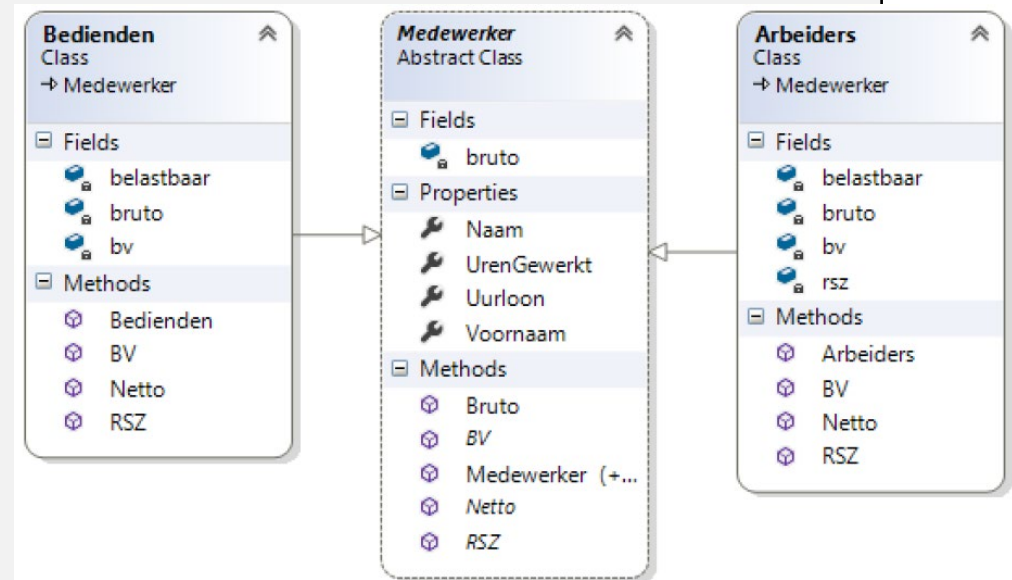 Bedienden
Class
Medewerker
Fields
belastbaar
bruto
bv
Methods
Bedienden
BV
Netto
RSZ
Medewerker
Abstract Class
Fields
bruto
Properties
Naam
UrenGewerkt
Uurloon
Voornaam
Methods
Bruto
BV
Medewerker (+...
Netto
RSZ
Arbeiders
Class
Medewerker
Fields
belastbaar
bruto
bv
rsz
Methods
Arbeiders
BV
Netto
RSZ